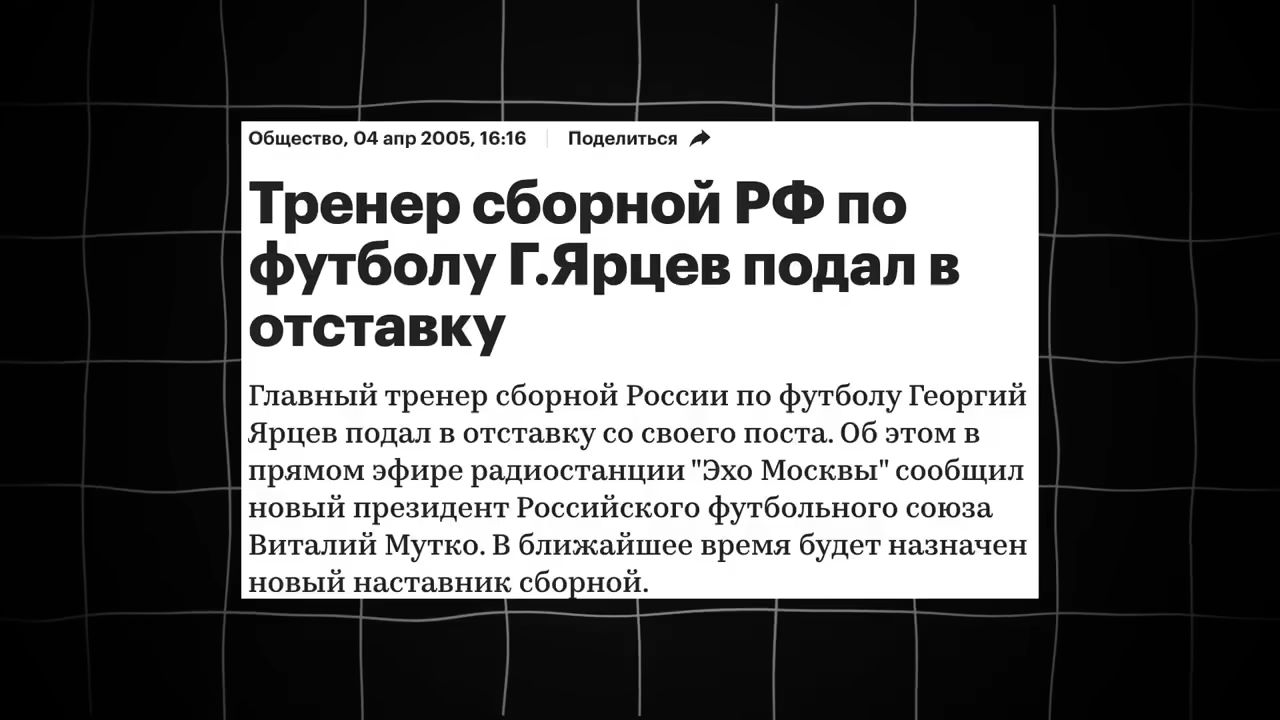 Общество, 04 апр 2005, 16:16
Поделиться
Тренер сборной РФ по
футболу Г.Ярцев подал в
отставку
Главный тренер сборной России по футболу Георгий
Ярцев подал в отставку со своего поста. Об этом в
прямом эфире радиостанции "Эхо Москвы" сообщил
новый президент Российского футбольного союза
Виталий Мутко. В ближайшее время будет назначен
новый наставник сборной.